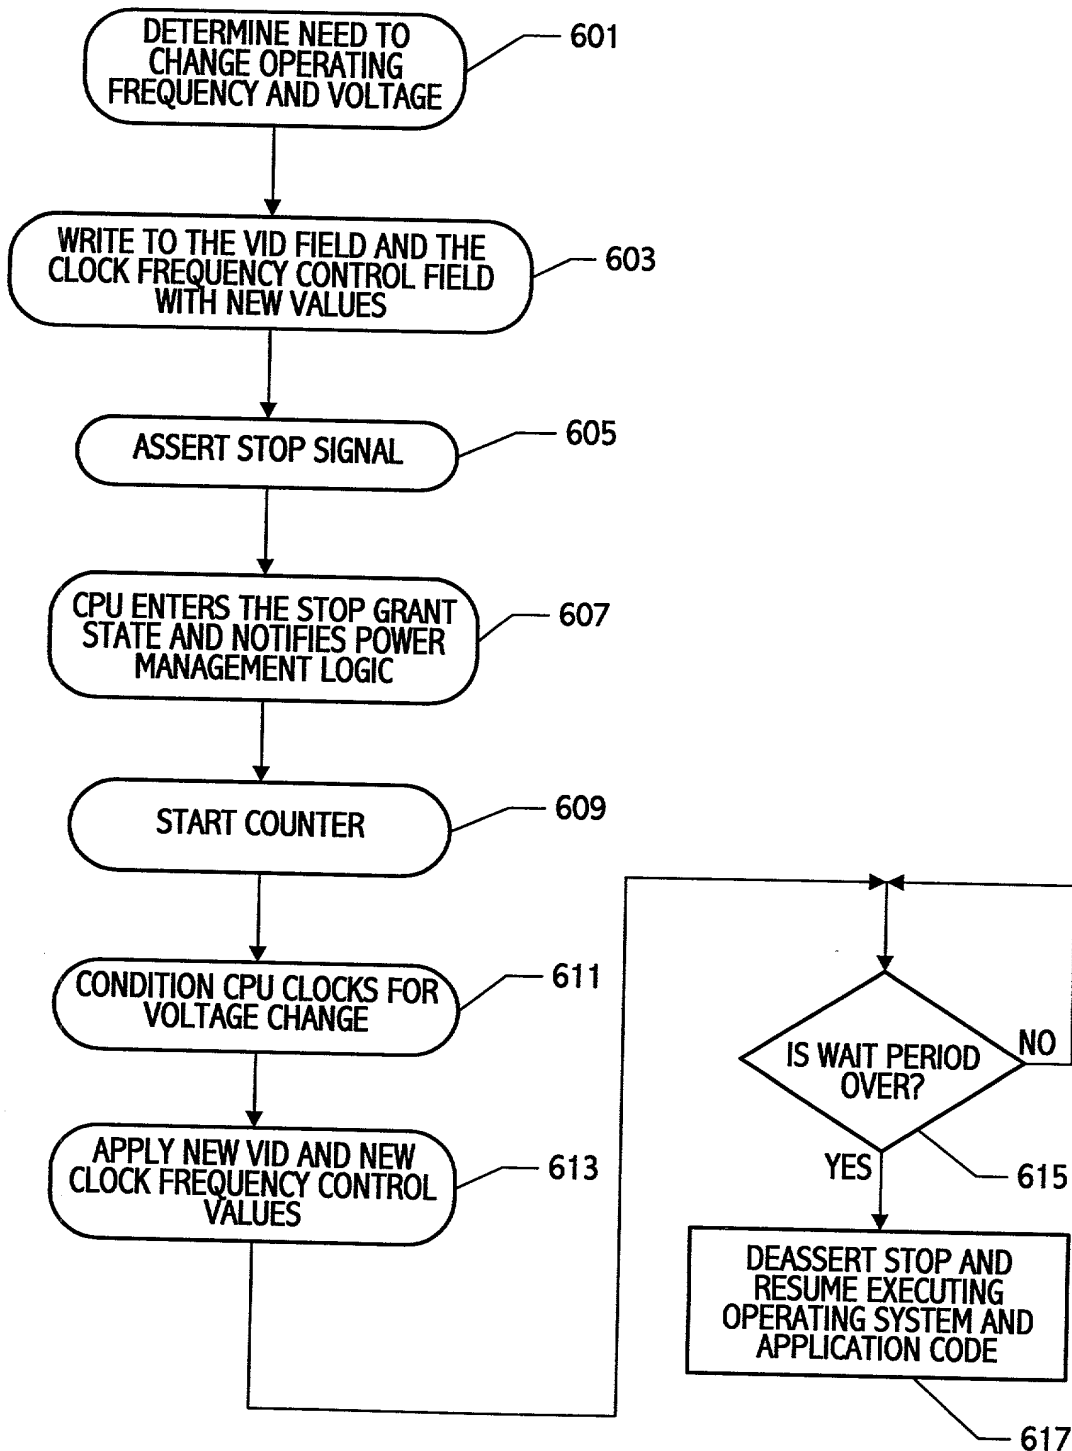 DETERMINE NEED TO
CHANGE OPERATING
FREQUENCY AND VOLTAGE
601
WRITE TO THE VID FIELD AND THE
CLOCK FREQUENCY CONTROL FIELD
WITH NEW VALUES
603
ASSERT STOP SIGNAL
605
CPU ENTERS THE STOP GRANT
STATE AND NOTIFIES POWER
MANAGEMENT LOGIC
607
START COUNTER
609
CONDITION CPU CLOCKS FOR
VOLTAGE CHANGE
611
APPLY NEW VID AND NEW
CLOCK FREQUENCY CONTROL
VALUES
613
IS WAIT PERIOD
OVER?
NO
YES
615
DEASSERT STOP AND
RESUME EXECUTING
OPERATING SYSTEM AND
APPLICATION CODE
617